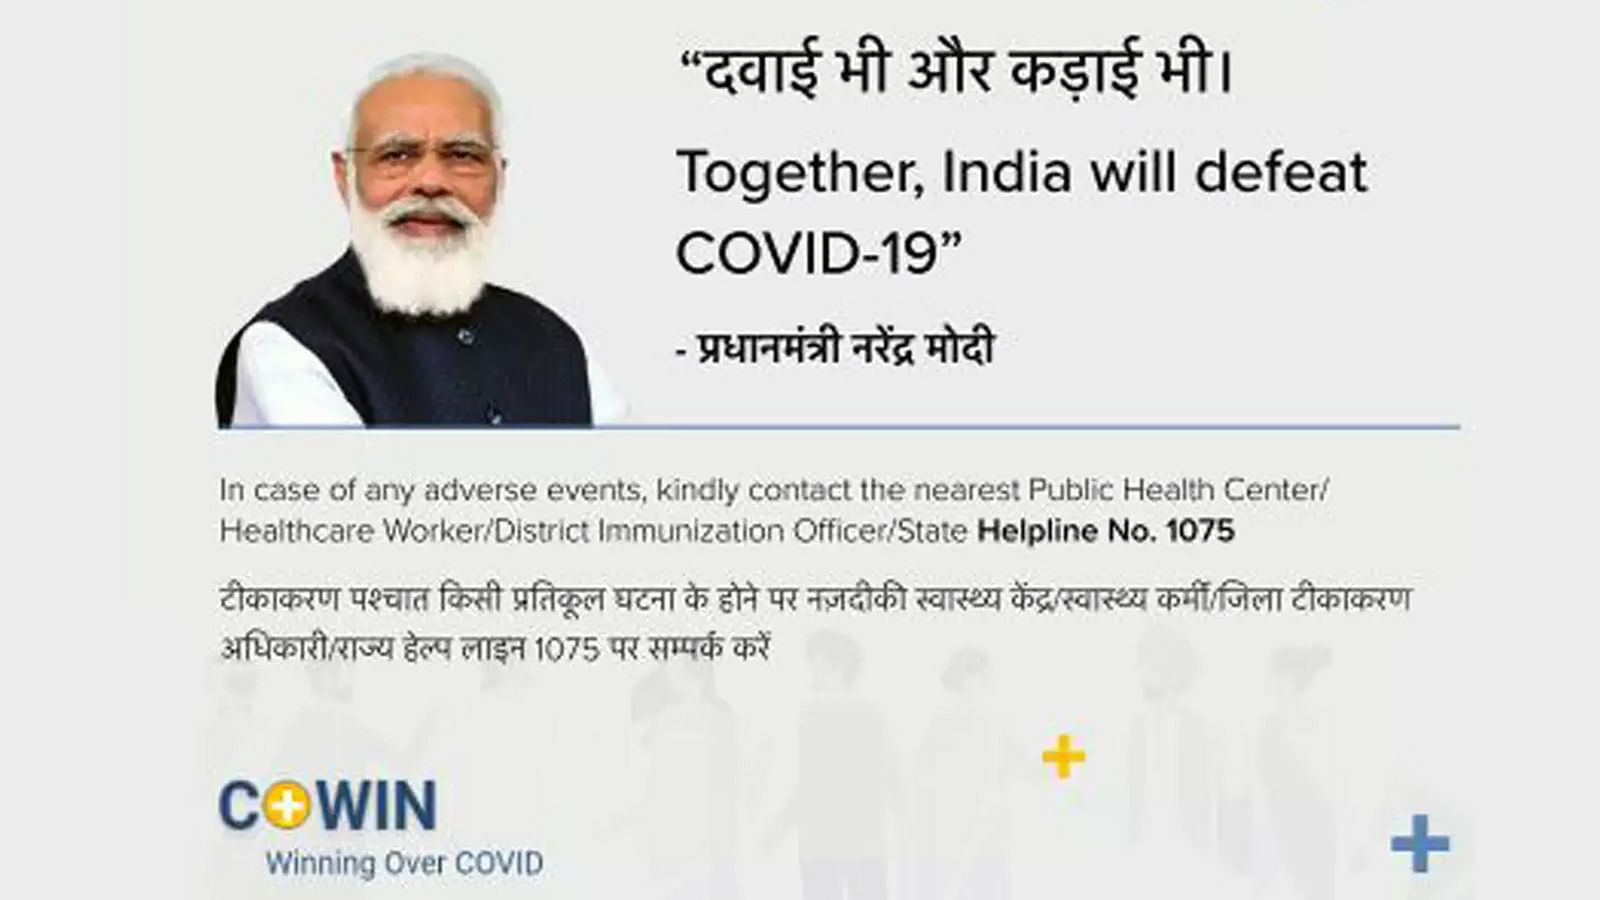 “दवाई भी और कड़ाई भी।
Together, India will defeat
COVID-19”
- प्रधानमंत्री नरेंद्र मोदी
In case of any adverse events, kindly contact the nearest Public Health Center/
Healthcare Worker/District Immunization Officer/State Helpline No. 1075
टीकाकरण पश्चात किसी प्रतिकूल घटना के होने पर नज़दीकी स्वास्थ्य केंद्र/स्वास्थ्य कर्मी/जिला टीकाकरण
अधिकारी/राज्य हेल्प लाइन 1075 पर सम्पर्क करें
COWIN
Winning Over COVID